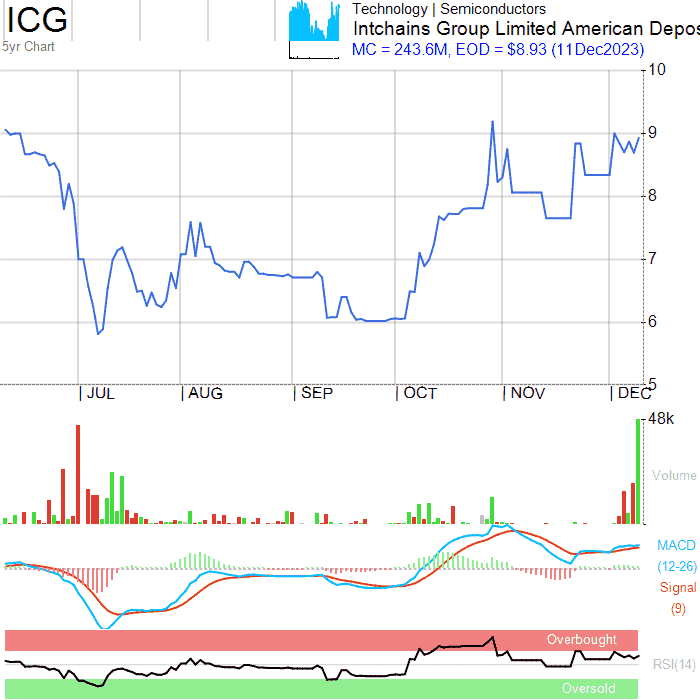 ICG
5yr Chart
Technology | Semiconductors
Intchains Group Limited American Depos
MC = 243.6M, EOD = $8.93 (11Dec2023)
10
9
8
7
6
5
| JUL | AUG | SEP | OCT | NOV | DEC
48k
Volume
MACD
(12-26)
Signal
(9)
Overbought
RSI(14)
Oversold